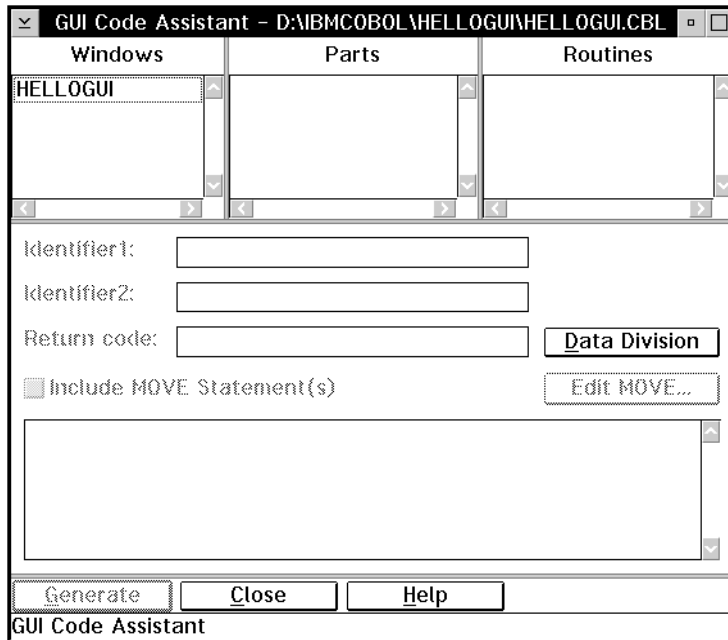 GUI Code Assistant - D:\IBMCOBOL\HELLOGUI\HELLOGUI.CBL
Windows Parts Routines
HELLOGUI
Identifier1:
Identifier2:
Return code: Data Division
Include MOVE Statement(s) Edit MOVE...
Generate Close Help
GUI Code Assistant